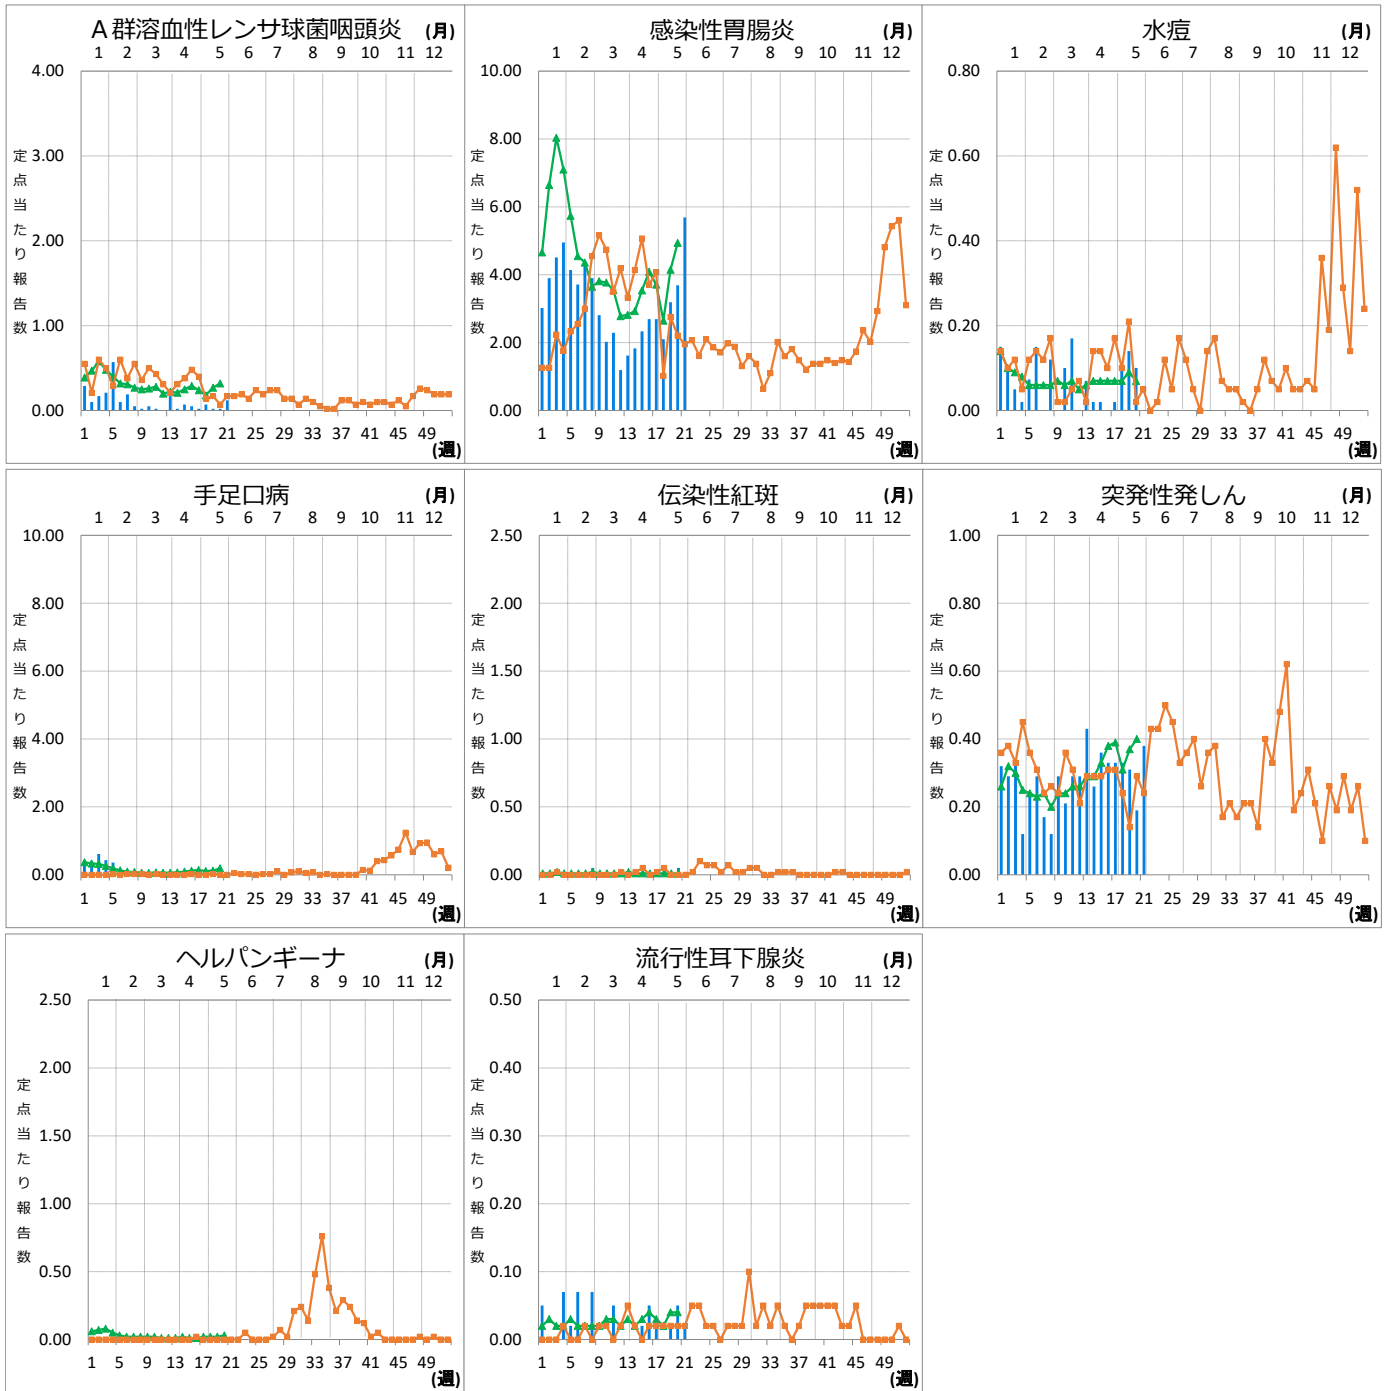 A群溶血性レンサ球菌咽頭炎 (月)
1 2 3 4 5 6 7 8 9 10 11 12
4.00
3.00
2.00
1.00
0.00
定点当たり報告数
1 5 9 13 17 21 25 29 33 37 41 45 49
(週)
感染性胃腸炎 (月)
1 2 3 4 5 6 7 8 9 10 11 12
10.00
8.00
6.00
4.00
2.00
0.00
定点当たり報告数
1 5 9 13 17 21 25 29 33 37 41 45 49
(週)
水痘 (月)
1 2 3 4 5 6 7 8 9 10 11 12
0.80
0.60
0.40
0.20
0.00
定点当たり報告数
1 5 9 13 17 21 25 29 33 37 41 45 49
(週)
手足口病 (月)
1 2 3 4 5 6 7 8 9 10 11 12
10.00
8.00
6.00
4.00
2.00
0.00
定点当たり報告数
1 5 9 13 17 21 25 29 33 37 41 45 49
(週)
伝染性紅斑 (月)
1 2 3 4 5 6 7 8 9 10 11 12
2.50
2.00
1.50
1.00
0.50
0.00
定点当たり報告数
1 5 9 13 17 21 25 29 33 37 41 45 49
(週)
突発性発しん (月)
1 2 3 4 5 6 7 8 9 10 11 12
1.00
0.80
0.60
0.40
0.20
0.00
定点当たり報告数
1 5 9 13 17 21 25 29 33 37 41 45 49
(週)
ヘルパンギーナ (月)
1 2 3 4 5 6 7 8 9 10 11 12
2.50
2.00
1.50
1.00
0.50
0.00
定点当たり報告数
1 5 9 13 17 21 25 29 33 37 41 45 49
(週)
流行性耳下腺炎 (月)
1 2 3 4 5 6 7 8 9 10 11 12
0.50
0.40
0.30
0.20
0.10
0.00
定点当たり報告数
1 5 9 13 17 21 25 29 33 37 41 45 49
(週)